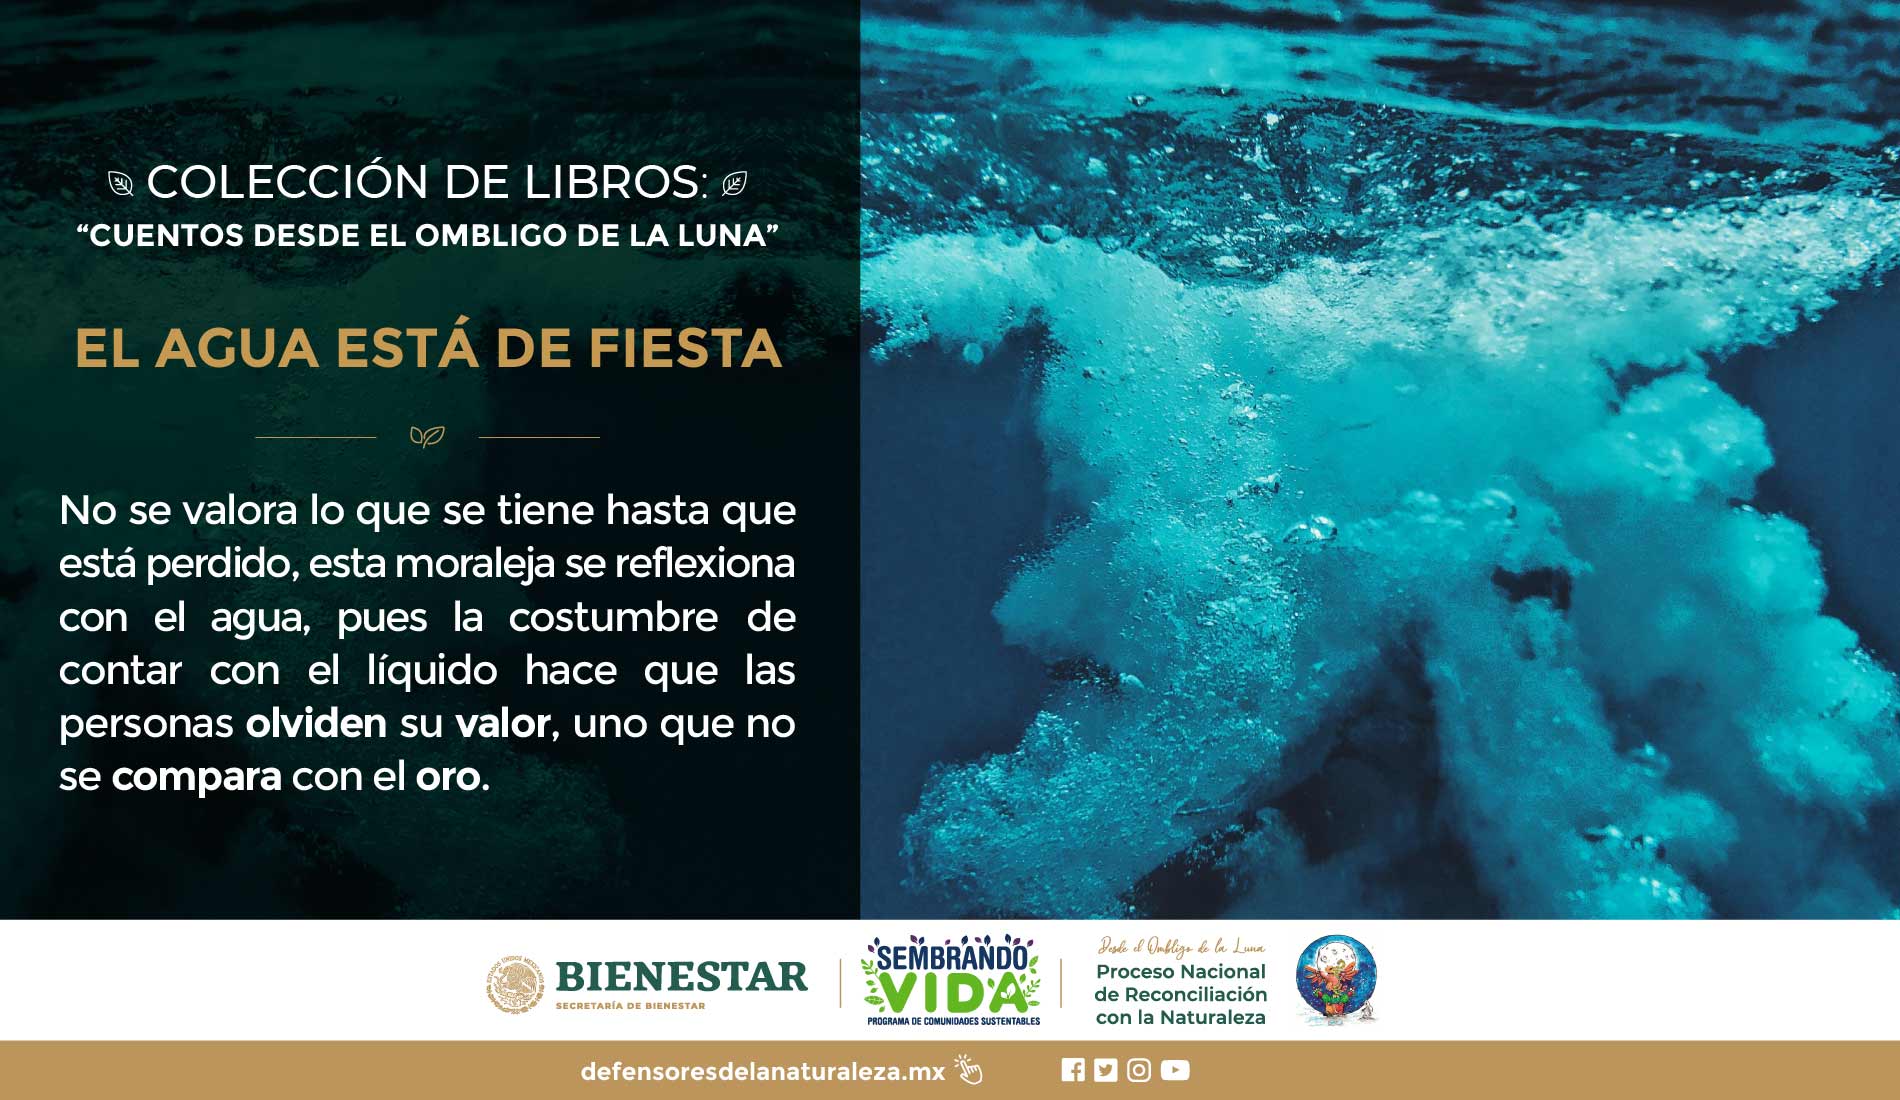 COLECCIÓN DE LIBROS:
“CUENTOS DESDE EL OMBLIGO DE LA LUNA”
EL AGUA ESTÁ DE FIESTA
No se valora lo que se tiene hasta que
está perdido, esta moraleja se reflexiona
con el agua, pues la costumbre de
contar con el líquido hace que las
personas olviden su valor, uno que no
se compara con el oro.
ESTADOS UNIDOS MEXICANOS
BIENESTAR
SECRETARÍA DE BIENESTAR
SEMBRANDO
VIDA
PROGRAMA DE COMUNIDADES SUSTENTABLES
Desde el Ombligo de la Luna
Proceso Nacional
de Reconciliación
con la Naturaleza
defensoresdelanaturaleza.mx